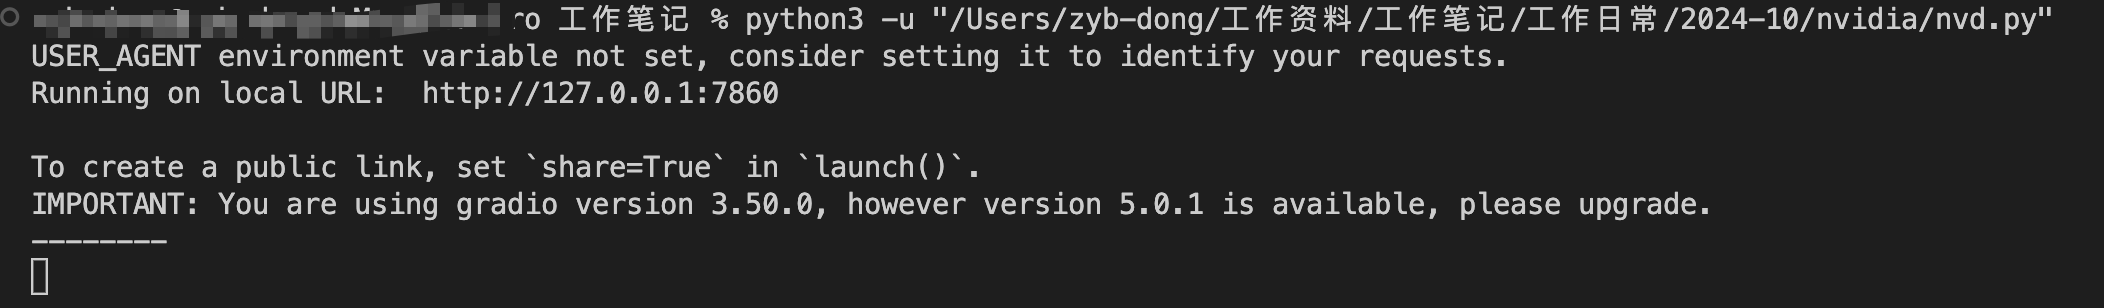 ro 工作笔记 % python3 -u "/Users/zyb-dong/工作资料/工作笔记/工作日常/2024-10/nvidia/nvd.py"
USER_AGENT environment variable not set, consider setting it to identify your requests.
Running on local URL:  http://127.0.0.1:7860
To create a public link, set `share=True` in `launch()`.
IMPORTANT: You are using gradio version 3.50.0, however version 5.0.1 is available, please upgrade.
--------